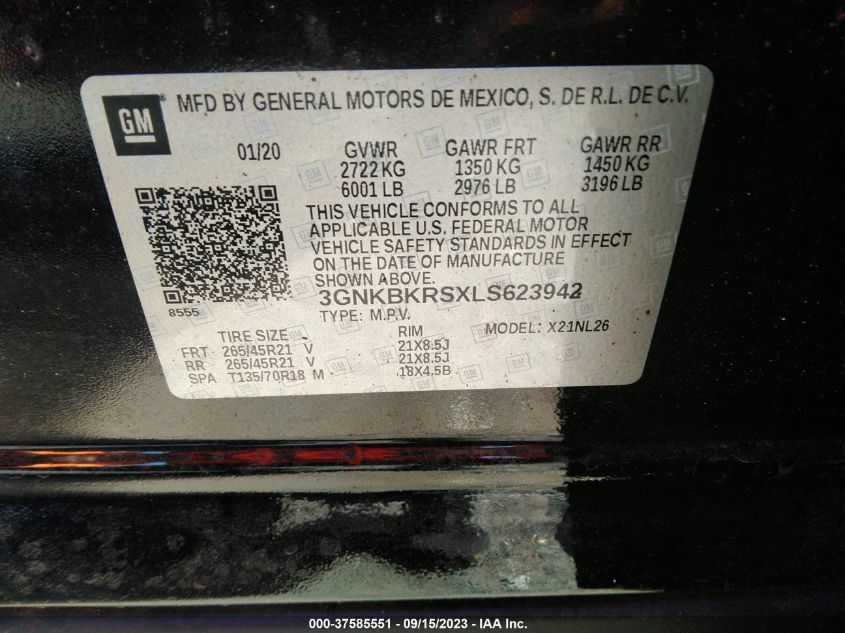 GM
MFD BY GENERAL MOTORS DE MEXICO, S. DE R.L. DE C.V.
01/20 GVWR GAWR FRT GAWR RR
2722 KG 1350 KG 1450 KG
6001 LB 2976 LB 3196 LB
THIS VEHICLE CONFORMS TO ALL
APPLICABLE U.S. FEDERAL MOTOR
VEHICLE SAFETY STANDARDS IN EFFECT
ON THE DATE OF MANUFACTURE
SHOWN ABOVE.
8555 3GNKBKRSXLS623942
TYPE: M.P.V. MODEL: X21NL26
TIRE SIZE RIM
FRT 265/45R21 V 21X8.5J
RR 265/45R21 V 21X8.5J
SPA T135/70R18 M 18X4.5B
000-37585551 - 09/15/2023 - IAA Inc.